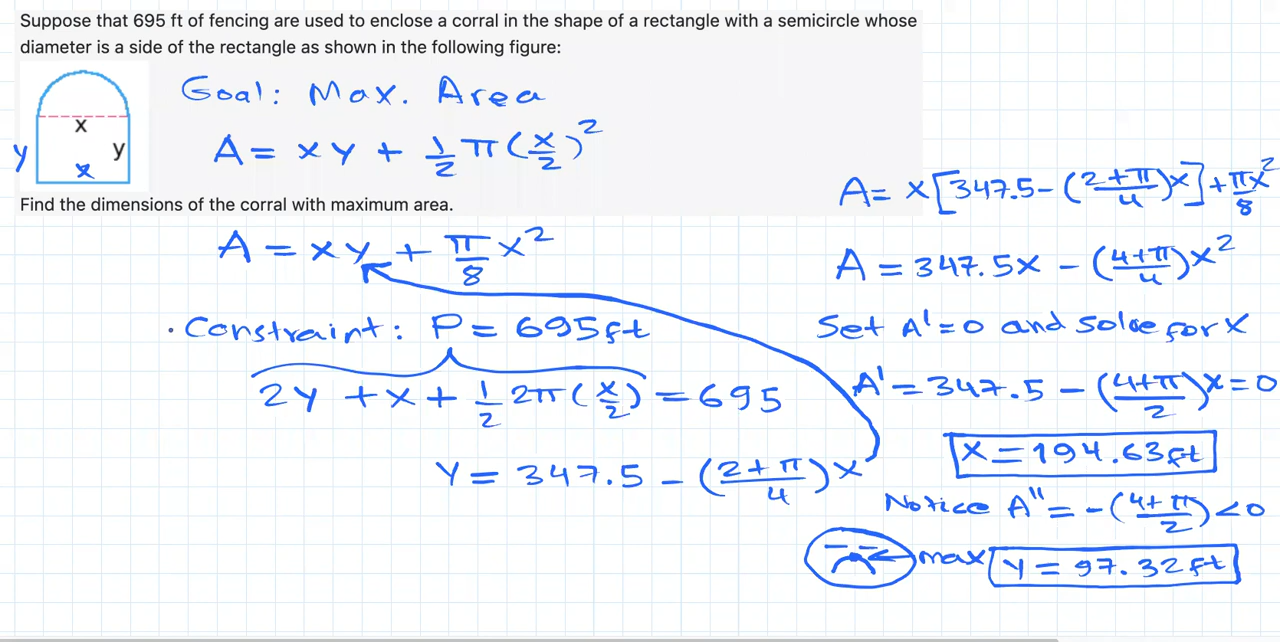 Suppose that 695 ft of fencing are used to enclose a corral in the shape of a rectangle with a semicircle whose
diameter is a side of the rectangle as shown in the following figure:
Goal: Max. Area
x
y
y
x
A = xy + 1/2 π (x/2)^2
Find the dimensions of the corral with maximum area.
A = xy + π/8 x^2
. Constraint: P = 695ft
2y + x + 1/2 2π (x/2) = 695
y = 347.5 - (2+π/4)x
A = x[347.5 - (2+π/4)x] + πx^2/8
A = 347.5x - (4+π/4)x^2
Set A' = 0 and solve for x
A' = 347.5 - (4+π/2)x = 0
x = 194.63 ft
Notice A'' = -(4+π/2) < 0
max
y = 97.32 ft